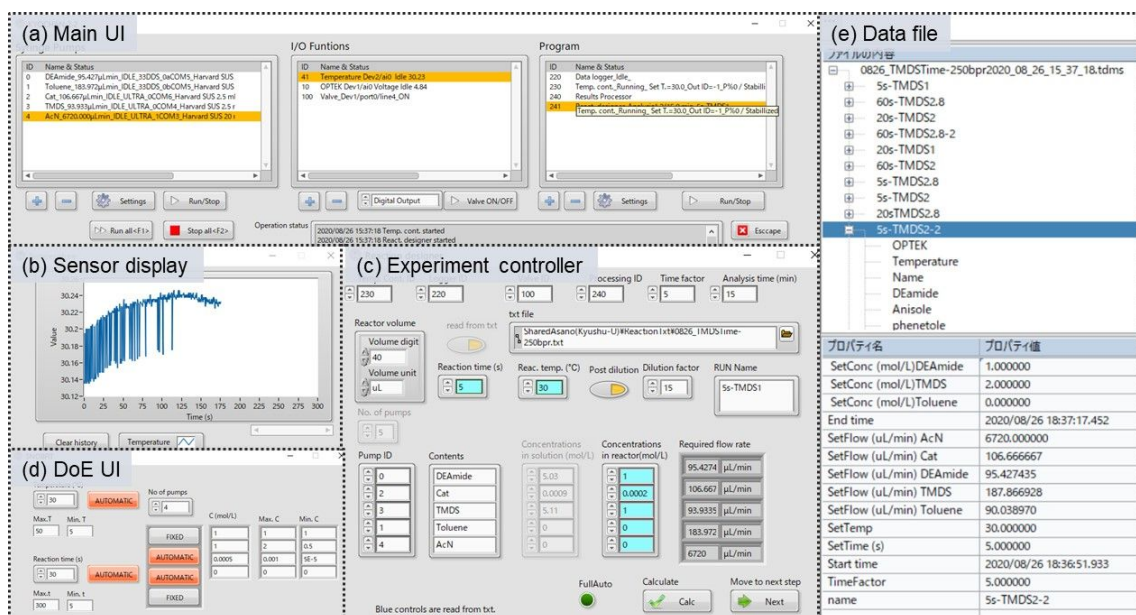 (a) Main UI
I/O Funtions
Program
ID Name & Status
0 DEAmide_95.427µLmin_IDLE_33DDS_0aCOM5_Harvard SUS
1 Toluene_183.972µLmin_IDLE_33DDS_0bCOM5_Harvard SUS
2 Cat_106.667µLmin_IDLE_ULTRA_0COM6_Harvard SUS 2.5 ml
3 TMDS_93.933µLmin_IDLE_ULTRA_0COM4_Harvard SUS 2.5 r
4 AcN_6720.000µLmin_IDLE_ULTRA_1COM3_Harvard SUS 20
ID Name & Status
41 Temperature Dev2/ai0 Idle 30.23
10 OPTEK Dev1/ai0 Voltage Idle 4.84
100 Valve_Dev1/port0/line4_ON
ID Name & Status
220 Data logger_Idle_
230 Temp. cont._Running_ Set T.=30.0_Out ID=-1_P%0 / Stabilli
240 Results Processor
241
Temp. cont._Running_ Set T.=30.0_Out ID=-1_P%0 / Stabillized
Settings
Run/Stop
Digital Output
Valve ON/OFF
Settings
Run/Stop
Run all<F1>
Stop all<F2>
Operation status
2020/08/26 15:37:18 Temp. cont. started
2020/08/26 15:37:18 React. designer started
Esccape
(b) Sensor display
30.24
30.22
30.2
30.18
30.16
30.14
30.12
Value
0 25 50 75 100 125 150 175 200 225 250 275 300
Time (s)
Clear history
Temperature
(c) Experiment controller
Processing ID
Time factor
Analysis time (min)
230
220
100
240
5
15
Reactor volume
Volume digit
40
Volume unit
uL
read from txt
txt file
SharedAsano(Kyushu-U)¥ReactionTxt¥0826_TMDSTime-
250bpr.txt
Reaction time (s)
5
Reac. temp. (°C)
30
Post dilution
Dilution factor
15
RUN Name
5s-TMDS1
No. of pumps
5
Pump ID
0
2
3
1
4
Contents
DEAmide
Cat
TMDS
Toluene
AcN
Concentrations
in solution (mol/L)
5.03
0.0009
5.11
0
0
Concentrations
in reactor(mol/L)
1
0.0002
1
0
0
Required flow rate
95.4274 µL/min
106.667 µL/min
93.9335 µL/min
183.972 µL/min
6720 µL/min
FullAuto
Calculate
Calc
Move to next step
Next
Blue controls are read from txt.
(d) DoE UI
30
AUTOMATIC
No of pumps
4
Max.T
50
Min. T
5
Reaction time (s)
30
AUTOMATIC
Max.t
300
Min. t
5
FIXED
AUTOMATIC
AUTOMATIC
FIXED
C (mol/L)
1
1
0.0005
0
Max. C
1
2
0.001
0
Min. C
1
0.5
5E-5
0
(e) Data file
ファイルの内容
0826_TMDSTime-250bpr2020_08_26_15_37_18.tdms
5s-TMDS1
60s-TMDS2.8
20s-TMDS2
60s-TMDS2.8-2
20s-TMDS1
60s-TMDS2
5s-TMDS2.8
5s-TMDS2
20sTMDS2.8
5s-TMDS2-2
OPTEK
Temperature
Name
DEamide
Anisole
phenetole
プロパティ名 プロパティ値
SetConc (mol/L)DEAmide 1.000000
SetConc (mol/L)TMDS 2.000000
SetConc (mol/L)Toluene 0.000000
End time 2020/08/26 18:37:17.452
SetFlow (uL/min) AcN 6720.000000
SetFlow (uL/min) Cat 106.666667
SetFlow (uL/min) DEAmide 95.427435
SetFlow (uL/min) TMDS 187.866928
SetFlow (uL/min) Toluene 90.038970
SetTemp 30.000000
SetTime (s) 5.000000
Start time 2020/08/26 18:36:51.933
TimeFactor 5.000000
name 5s-TMDS2-2